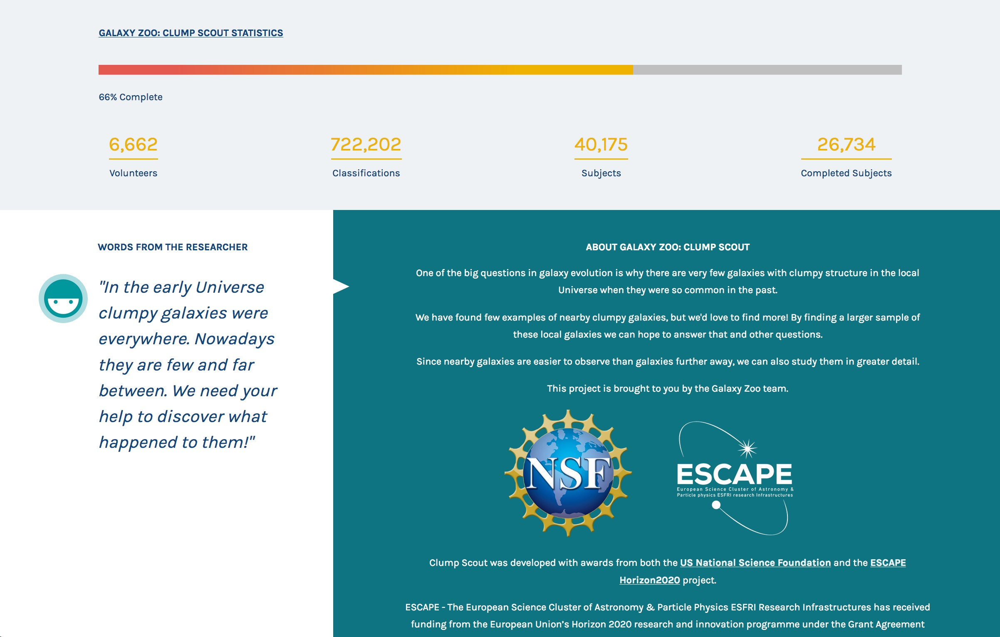 GALAXY ZOO: CLUMP SCOUT STATISTICS
66% Complete
6,662
Volunteers
722,202
Classifications
40,175
Subjects
26,734
Completed Subjects
WORDS FROM THE RESEARCHER
"In the early Universe
clumpy galaxies were
everywhere. Nowadays
they are few and far
between. We need your
help to discover what
happened to them!"
ABOUT GALAXY ZOO: CLUMP SCOUT
One of the big questions in galaxy evolution is why there are very few galaxies with clumpy structure in the local
Universe when they were so common in the past.
We have found few examples of nearby clumpy galaxies, but we'd love to find more! By finding a larger sample of
these local galaxies we can hope to answer that and other questions.
Since nearby galaxies are easier to observe than galaxies further away, we can also study them in greater detail.
This project is brought to you by the Galaxy Zoo team.
NSF
ESCAPE
European Science Cluster of Astronomy &
Particle physics ESFRI research Infrastructures
Clump Scout was developed with awards from both the US National Science Foundation and the ESCAPE
Horizon2020 project.
ESCAPE - The European Science Cluster of Astronomy & Particle Physics ESFRI Research Infrastructures has received
funding from the European Union’s Horizon 2020 research and innovation programme under the Grant Agreement